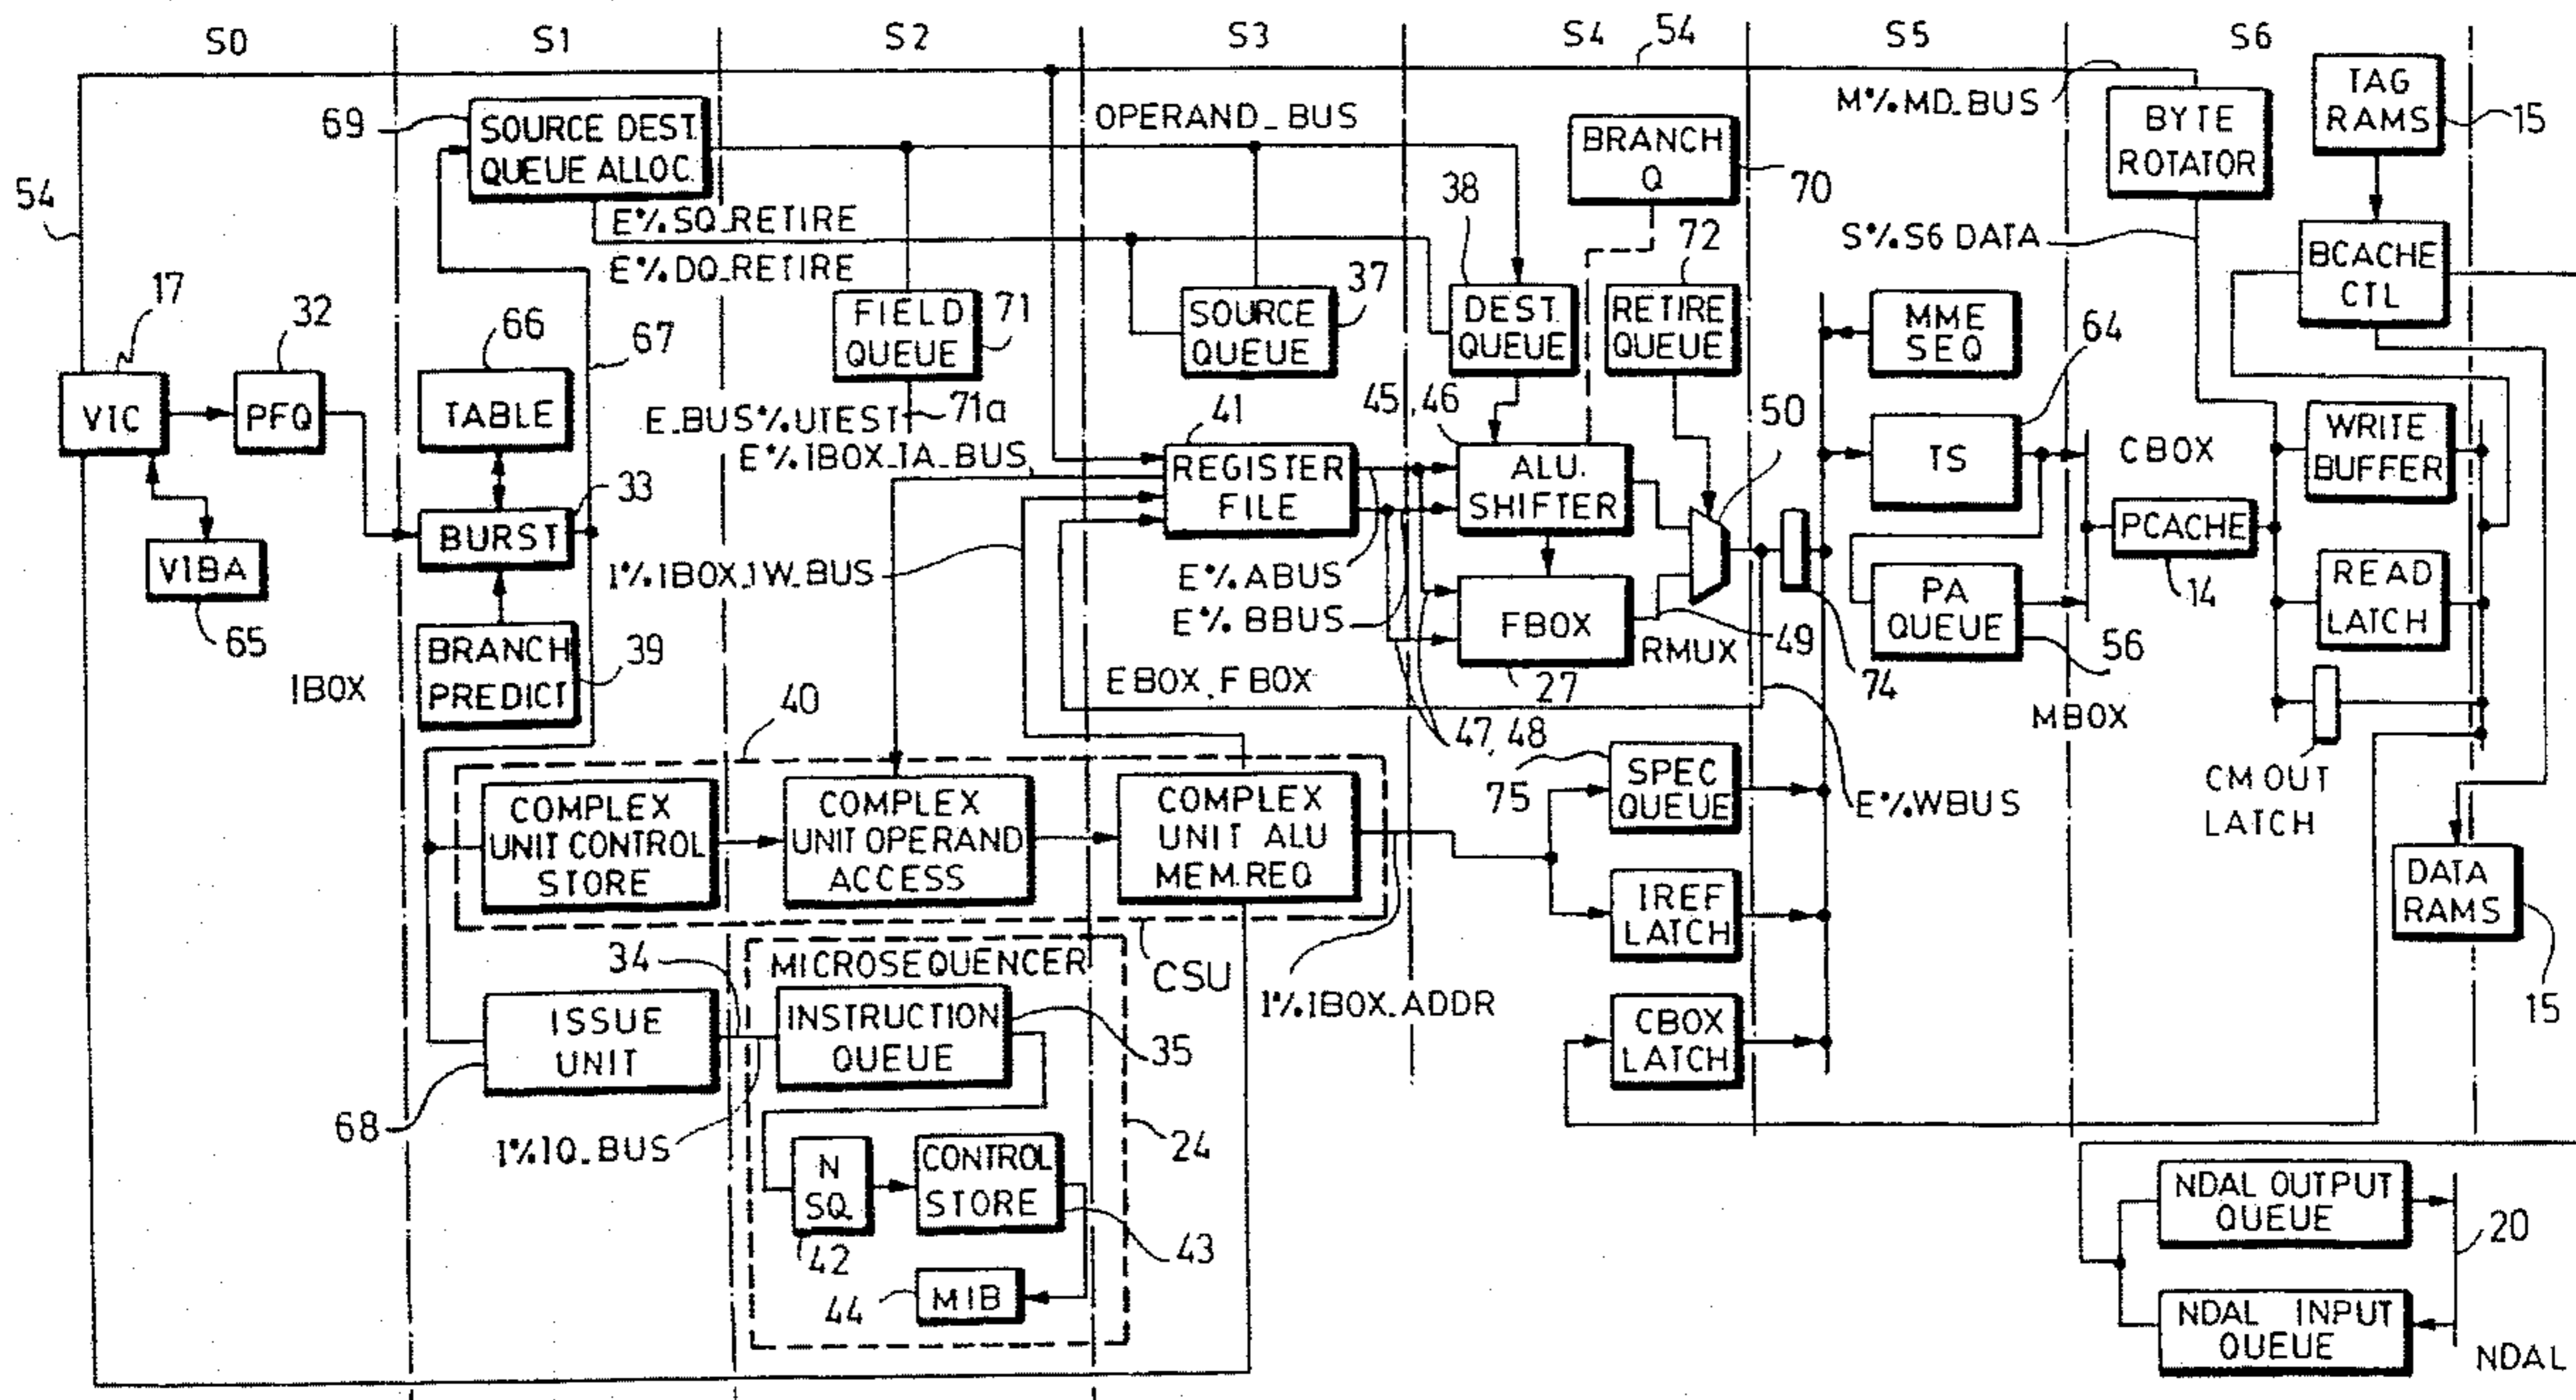 S0
S1
S2
S3
S4
54
S5
S6
69
SOURCE DEST.
QUEUE ALLOC.
OPERAND_BUS
BRANCH
Q
70
M%MD_BUS
BYTE
ROTATOR
TAG
RAMS
15
54
E%SQ_RETIRE
E%DQ_RETIRE
38
72
S%S6 DATA
BCACHE
CTL
17
32
66
67
FIELD
QUEUE
71
SOURCE
QUEUE
37
DEST.
QUEUE
RETIRE
QUEUE
MME
SEQ
64
VIC
PFQ
TABLE
E_BUS%UTEST
71a
E%IBOX_IA_BUS
41
45, 46
50
REGISTER
FILE
ALU.
SHIFTER
TS
CBOX
WRITE
BUFFER
33
BURST
VIBA
65
I%IBOX_IW_BUS
E%ABUS
E%BBUS
FBOX
RMUX
49
74
PA
QUEUE
56
PCACHE
14
READ
LATCH
BRANCH
PREDICT
39
IBOX
40
EBOX, FBOX
27
47, 48
MBOX
COMPLEX
UNIT CONTROL
STORE
COMPLEX
UNIT OPERAND
ACCESS
COMPLEX
UNIT ALU
MEM.REQ
75
SPEC
QUEUE
E%WBUS
CM OUT
LATCH
IREF
LATCH
DATA
RAMS
15
34
MICROSEQUENCER
CSU
I%IBOX_ADDR
ISSUE
UNIT
68
INSTRUCTION
QUEUE
35
CBOX
LATCH
I%IQ_BUS
24
N
SQ.
42
CONTROL
STORE
43
44
MIB
NDAL OUTPUT
QUEUE
20
NDAL INPUT
QUEUE
NDAL